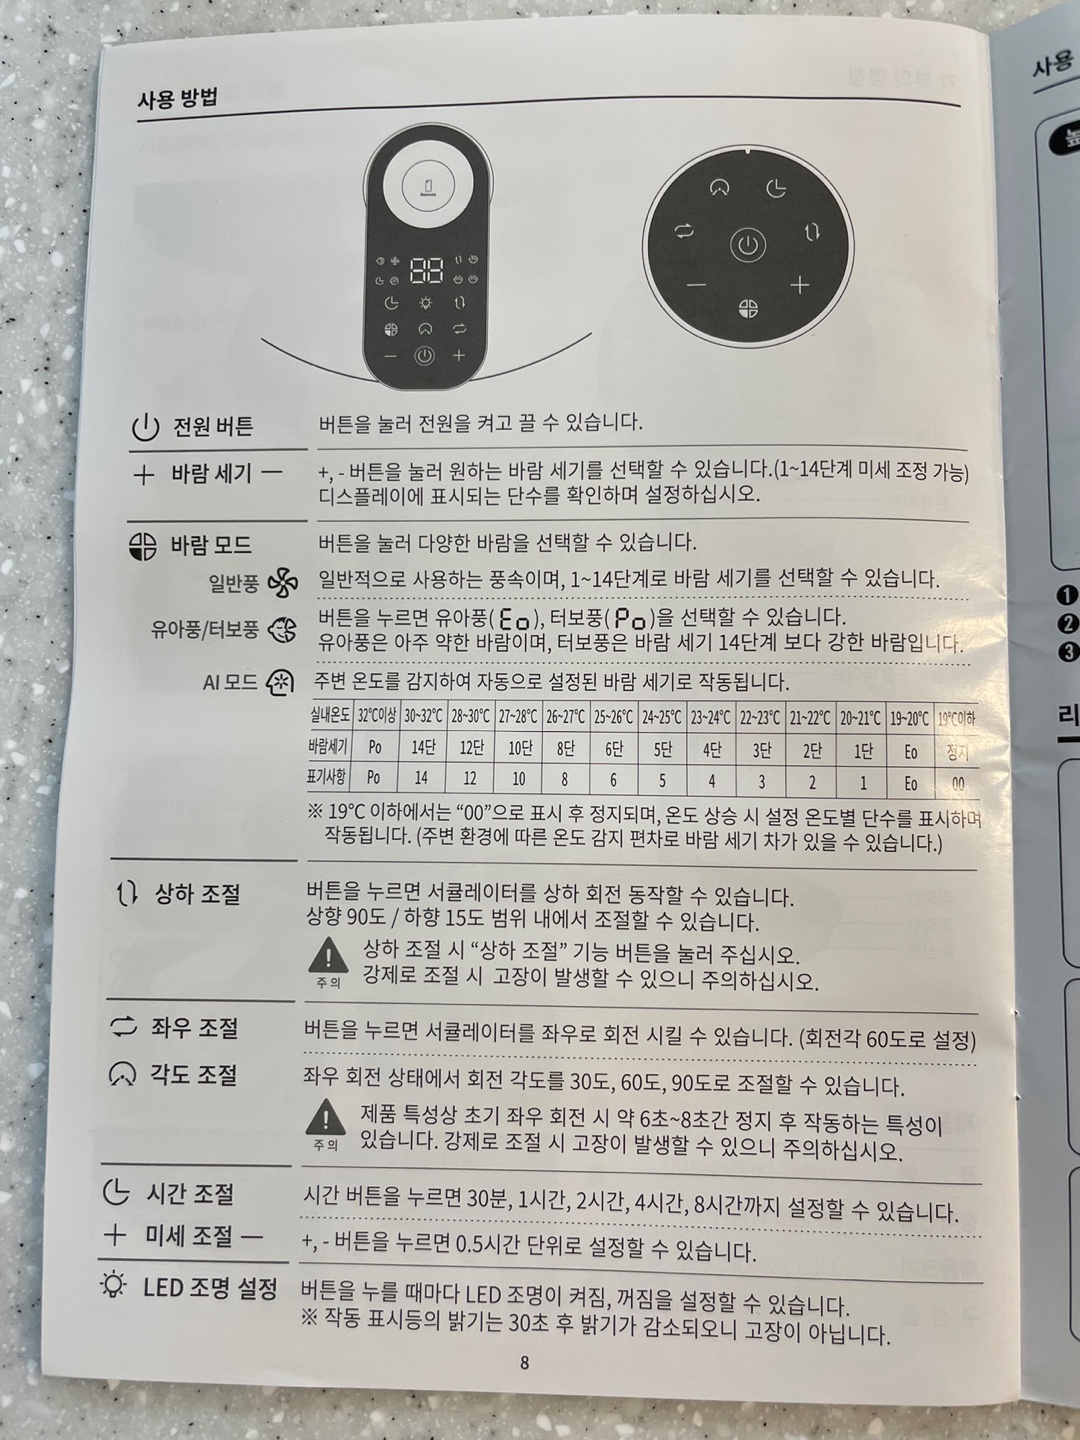 사용 방법
Remote
전원 버튼 버튼을 눌러 전원을 켜고 끌 수 있습니다.
+ 바람 세기 — +, - 버튼을 눌러 원하는 바람 세기를 선택할 수 있습니다.(1~14단계 미세 조정 가능)
디스플레이에 표시되는 단수를 확인하며 설정하십시오.
바람 모드 버튼을 눌러 다양한 바람을 선택할 수 있습니다.
일반풍 일반적으로 사용하는 풍속이며, 1~14단계로 바람 세기를 선택할 수 있습니다.
유아풍/터보풍 버튼을 누르면 유아풍(Eo), 터보풍(Po)을 선택할 수 있습니다.
유아풍은 아주 약한 바람이며, 터보풍은 바람 세기 14단계 보다 강한 바람입니다.
AI 모드 주변 온도를 감지하여 자동으로 설정된 바람 세기로 작동됩니다.
실내온도 32℃이상 30~32℃ 28~30℃ 27~28℃ 26~27℃ 25~26℃ 24~25℃ 23~24℃ 22~23℃ 21~22℃ 20~21℃ 19~20℃ 19℃이하
바람세기 Po 14단 12단 10단 8단 6단 5단 4단 3단 2단 1단 Eo 정지
표기사항 Po 14 12 10 8 6 5 4 3 2 1 Eo 00
※ 19℃ 이하에서는 “00”으로 표시 후 정지되며, 온도 상승 시 설정 온도별 단수를 표시하며
작동됩니다. (주변 환경에 따른 온도 감지 편차로 바람 세기 차가 있을 수 있습니다.)
상하 조절 버튼을 누르면 서큘레이터를 상하 회전 동작할 수 있습니다.
상향 90도 / 하향 15도 범위 내에서 조절할 수 있습니다.
상하 조절 시 “상하 조절” 기능 버튼을 눌러 주십시오.
주의 강제로 조절 시 고장이 발생할 수 있으니 주의하십시오.
좌우 조절 버튼을 누르면 서큘레이터를 좌우로 회전 시킬 수 있습니다. (회전각 60도로 설정)
각도 조절 좌우 회전 상태에서 회전 각도를 30도, 60도, 90도로 조절할 수 있습니다.
제품 특성상 초기 좌우 회전 시 약 6초~8초간 정지 후 작동하는 특성이
주의 있습니다. 강제로 조절 시 고장이 발생할 수 있으니 주의하십시오.
시간 조절 시간 버튼을 누르면 30분, 1시간, 2시간, 4시간, 8시간까지 설정할 수 있습니다.
+ 미세 조절 — +, - 버튼을 누르면 0.5시간 단위로 설정할 수 있습니다.
LED 조명 설정 버튼을 누를 때마다 LED 조명이 켜짐, 꺼짐을 설정할 수 있습니다.
※ 작동 표시등의 밝기는 30초 후 밝기가 감소되오니 고장이 아닙니다.
8
사용
1
2
3